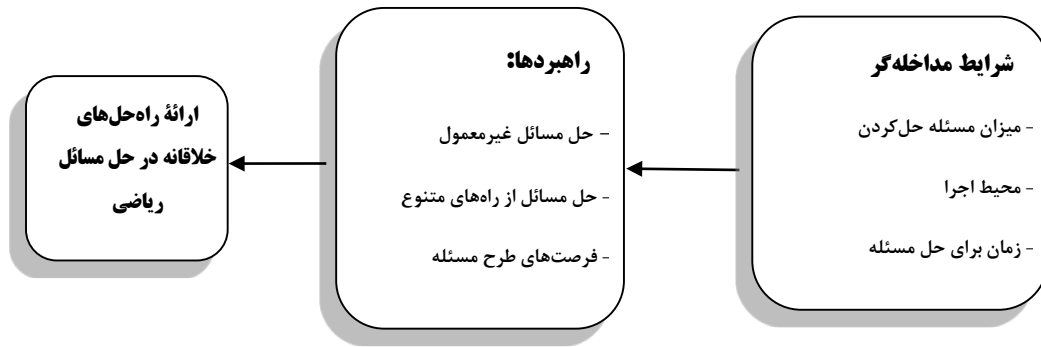 شرایط مداخله‌گر
- میزان مسئله حل‌کردن
- محیط اجرا
- زمان برای حل مسئله
راهبردها:
- حل مسائل غیرمعمول
- حل مسائل از راه‌های متنوع
- فرصت‌های طرح مسئله
ارائهٔ راه‌حل‌های
خلاقانه در حل مسائل
ریاضی